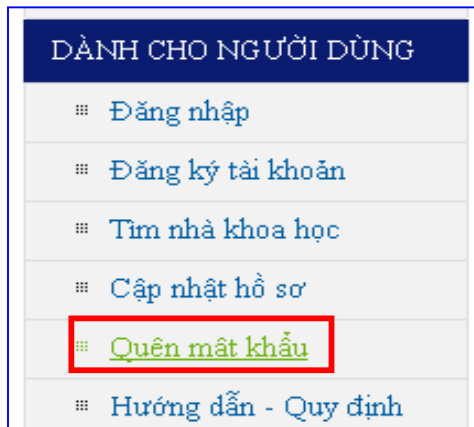 DÀNH CHO NGƯỜI DÙNG
Đăng nhập
Đăng ký tài khoản
Tìm nhà khoa học
Cập nhật hồ sơ
Quên mật khẩu
Hướng dẫn - Quy định